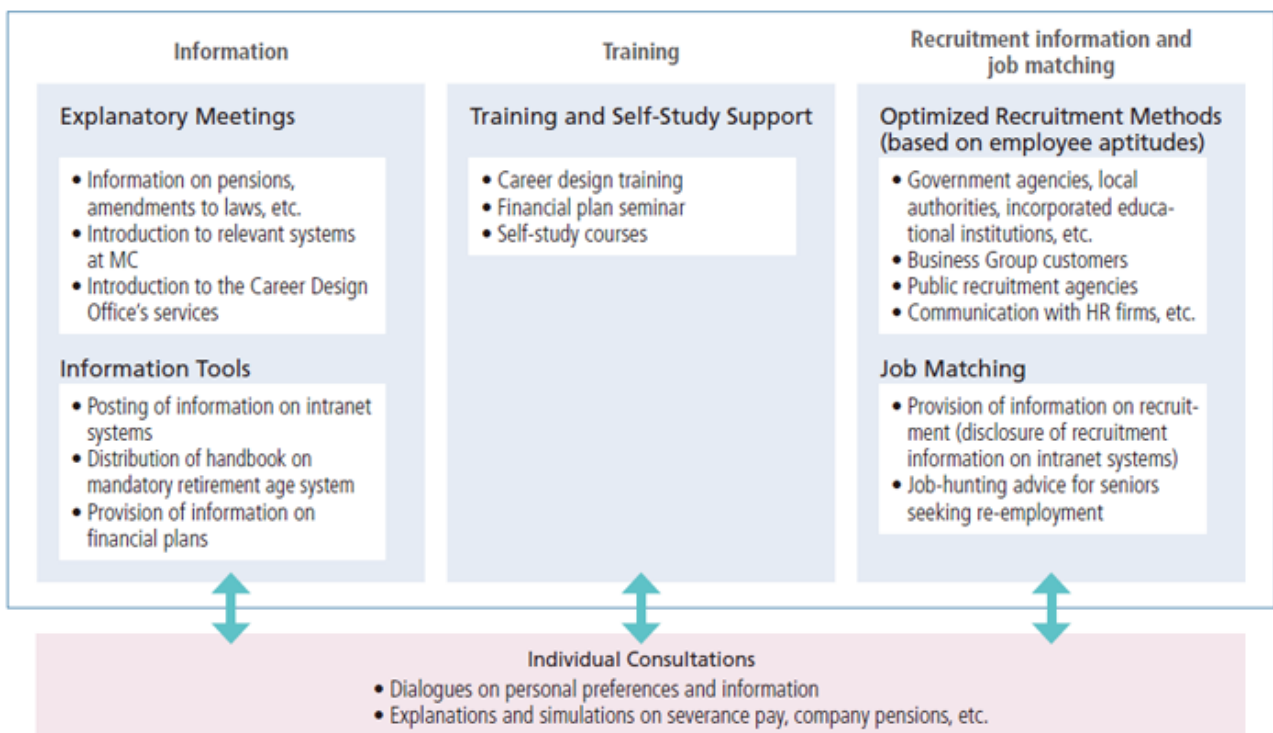 Information
Explanatory Meetings
• Information on pensions,
amendments to laws, etc.
• Introduction to relevant systems
at MC
• Introduction to the Career Design
Office's services
Information Tools
• Posting of information on intranet
systems
• Distribution of handbook on
mandatory retirement age system
• Provision of information on
financial plans
Training
Training and Self-Study Support
• Career design training
• Financial plan seminar
• Self-study courses
Recruitment information and
job matching
Optimized Recruitment Methods
(based on employee aptitudes)
• Government agencies, local
authorities, incorporated educa-
tional institutions, etc.
• Business Group customers
• Public recruitment agencies
• Communication with HR firms, etc.
Job Matching
• Provision of information on recruit-
ment (disclosure of recruitment
information on intranet systems)
• Job-hunting advice for seniors
seeking re-employment
Individual Consultations
• Dialogues on personal preferences and information
• Explanations and simulations on severance pay, company pensions, etc.